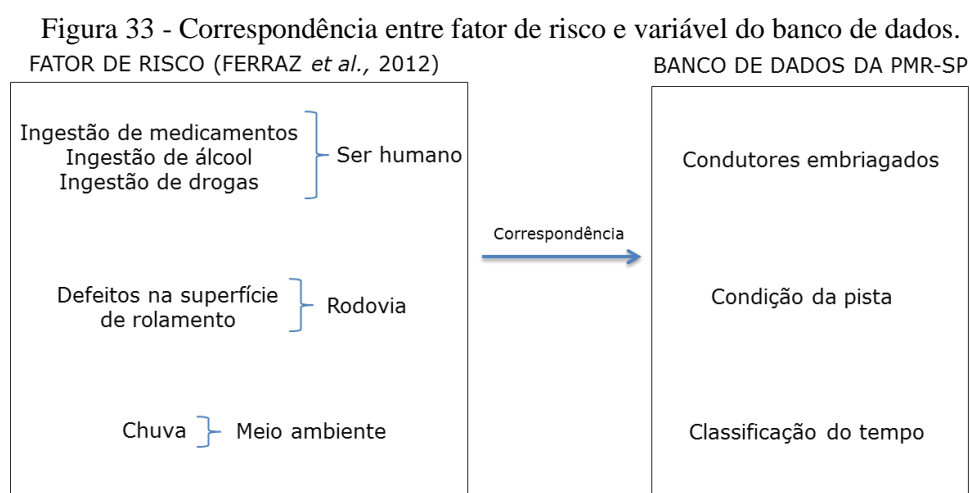 Figura 33 - Correspondência entre fator de risco e variável do banco de dados.
FATOR DE RISCO (FERRAZ et al., 2012)
Ingestão de medicamentos
Ingestão de álcool
Ingestão de drogas
Ser humano
Defeitos na superfície
de rolamento
Rodovia
Chuva
Meio ambiente
Correspondência
BANCO DE DADOS DA PMR-SP
Condutores embriagados
Condição da pista
Classificação do tempo